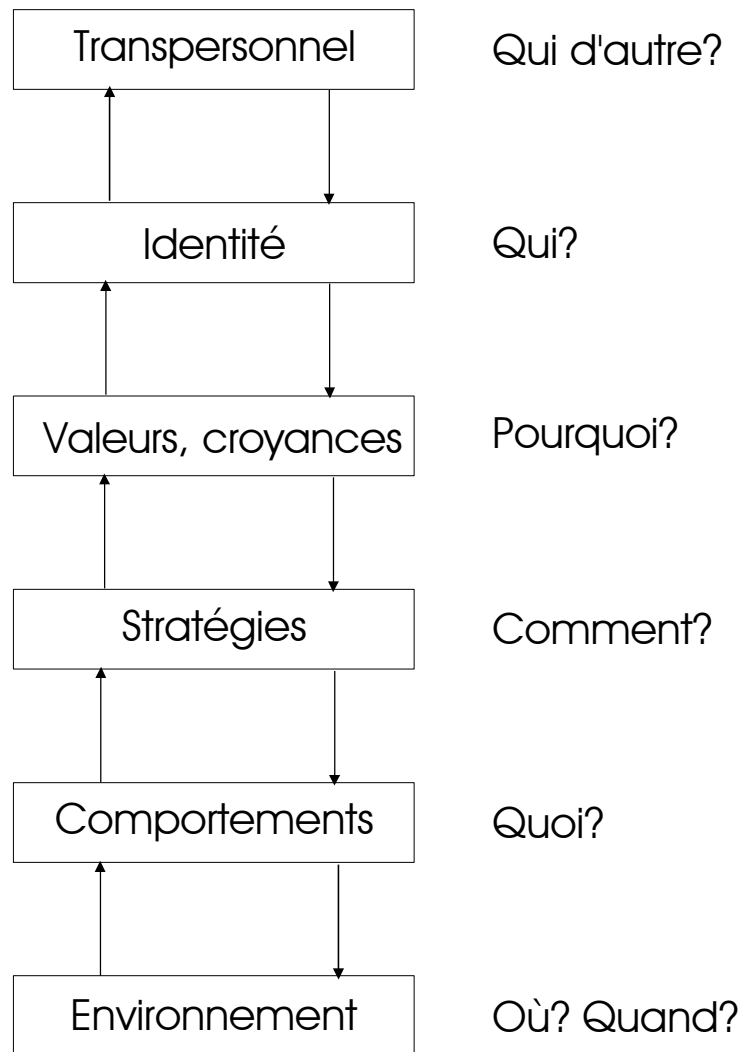 Transpersonnel Qui d'autre?
Identité Qui?
Valeurs, croyances Pourquoi?
Stratégies Comment?
Comportements Quoi?
Environnement Où? Quand?